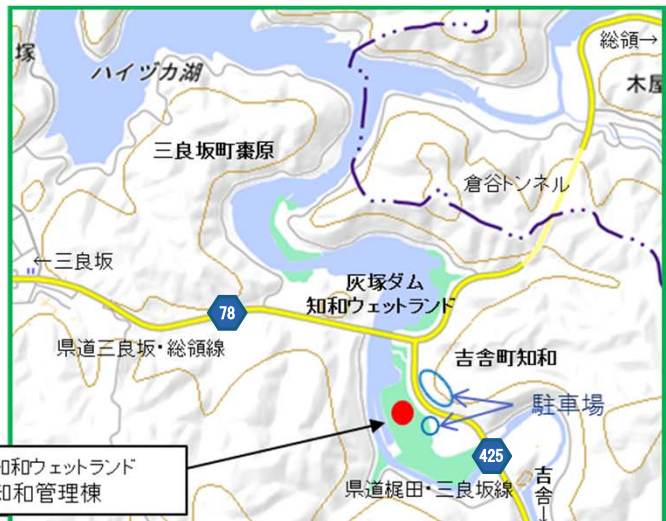 総領→
塚
ハイヅカ湖
木屋
三良坂町棗原
倉谷トンネル
←三良坂
灰塚ダム
知和ウェットランド
78
県道三良坂・総領線
吉舎町知和
駐車場
425
知和ウェットランド
知和管理棟
県道梶田・三良坂線
吉舎↓